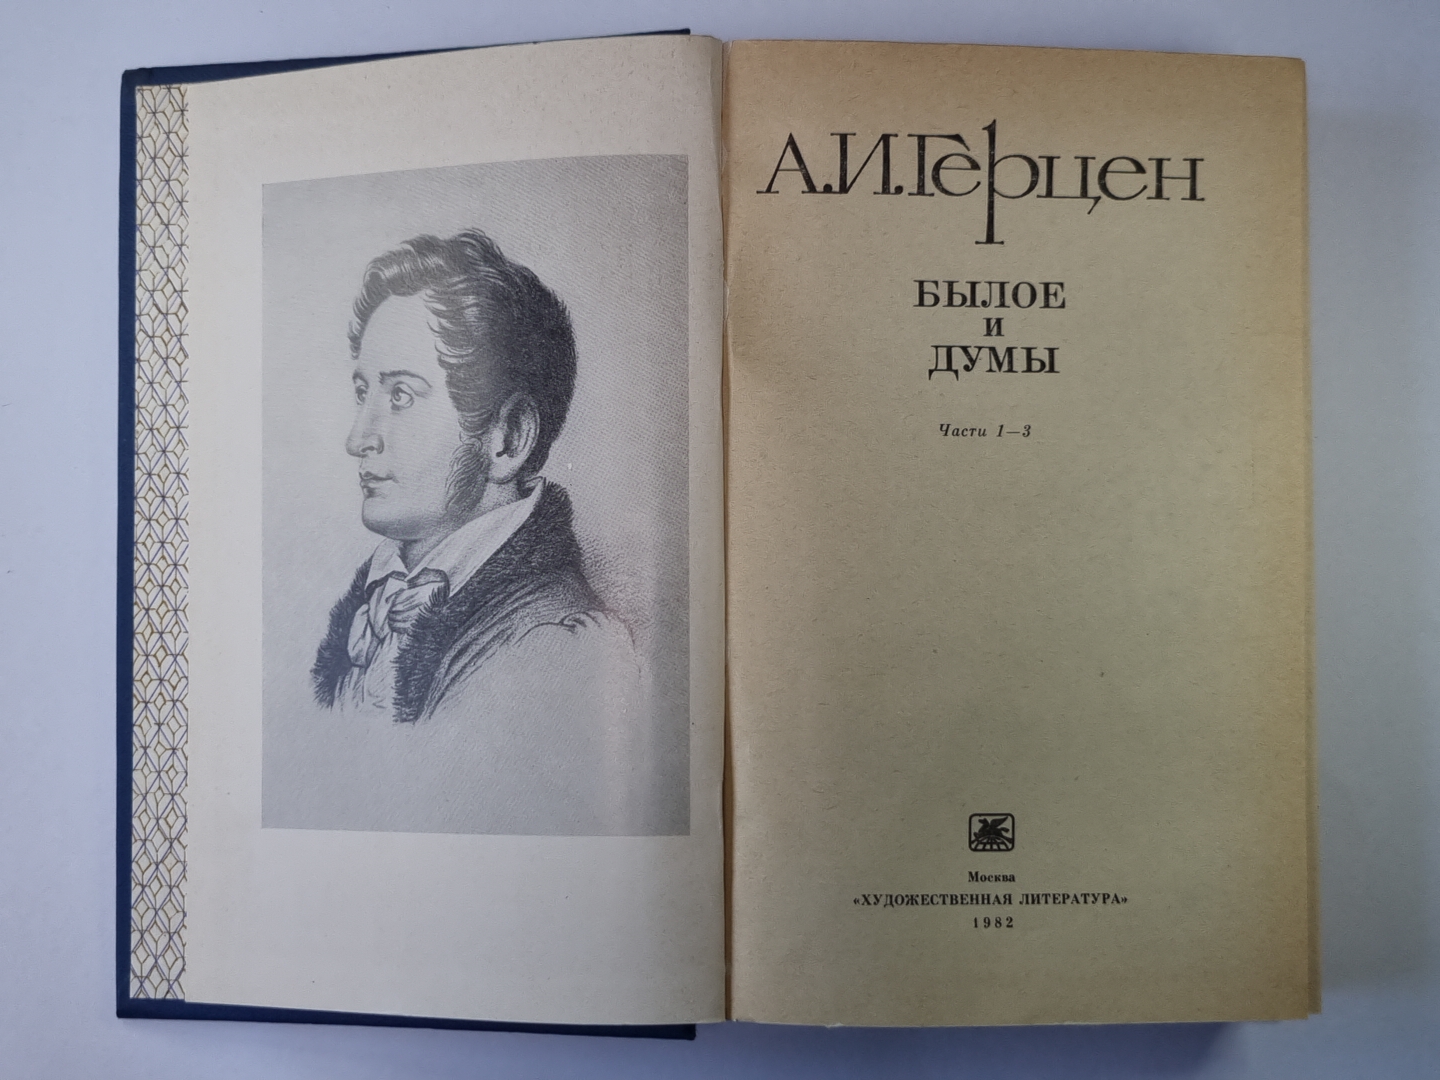 А.И.Герцен
БЫЛОЕ
И
ДУМЫ
Части 1—3
Москва
«ХУДОЖЕСТВЕННАЯ ЛИТЕРАТУРА»
1982